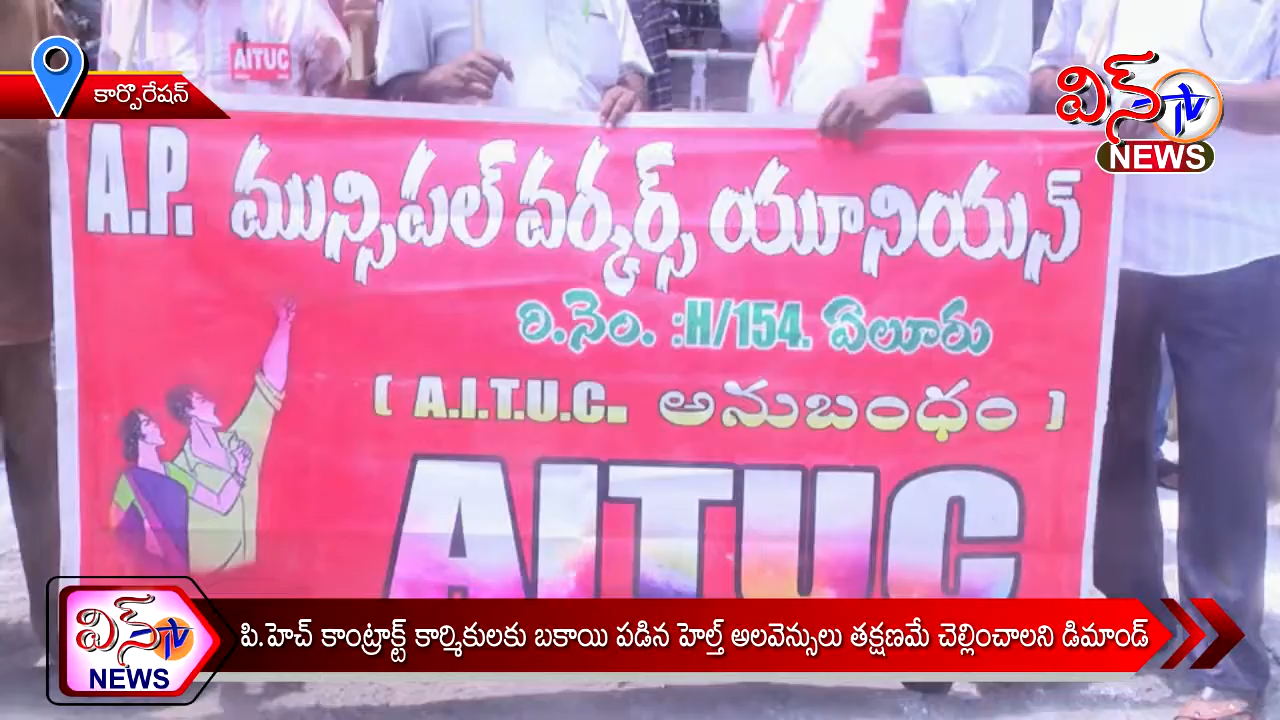 AITUC
కార్పొరేషన్
విన్ TV
NEWS
A.P. మున్సిపల్ వర్కర్స్ యూనియన్
రి.నెం. :H/154. ఏలూరు
( A.I.T.U.C. అనుబంధం )
AITUC
విన్ TV
NEWS
పి.హెచ్ కాంట్రాక్ట్ కార్మికులకు బకాయి పడిన హెల్త్ అలవెన్సులు తక్షణమే చెల్లించాలని డిమాండ్